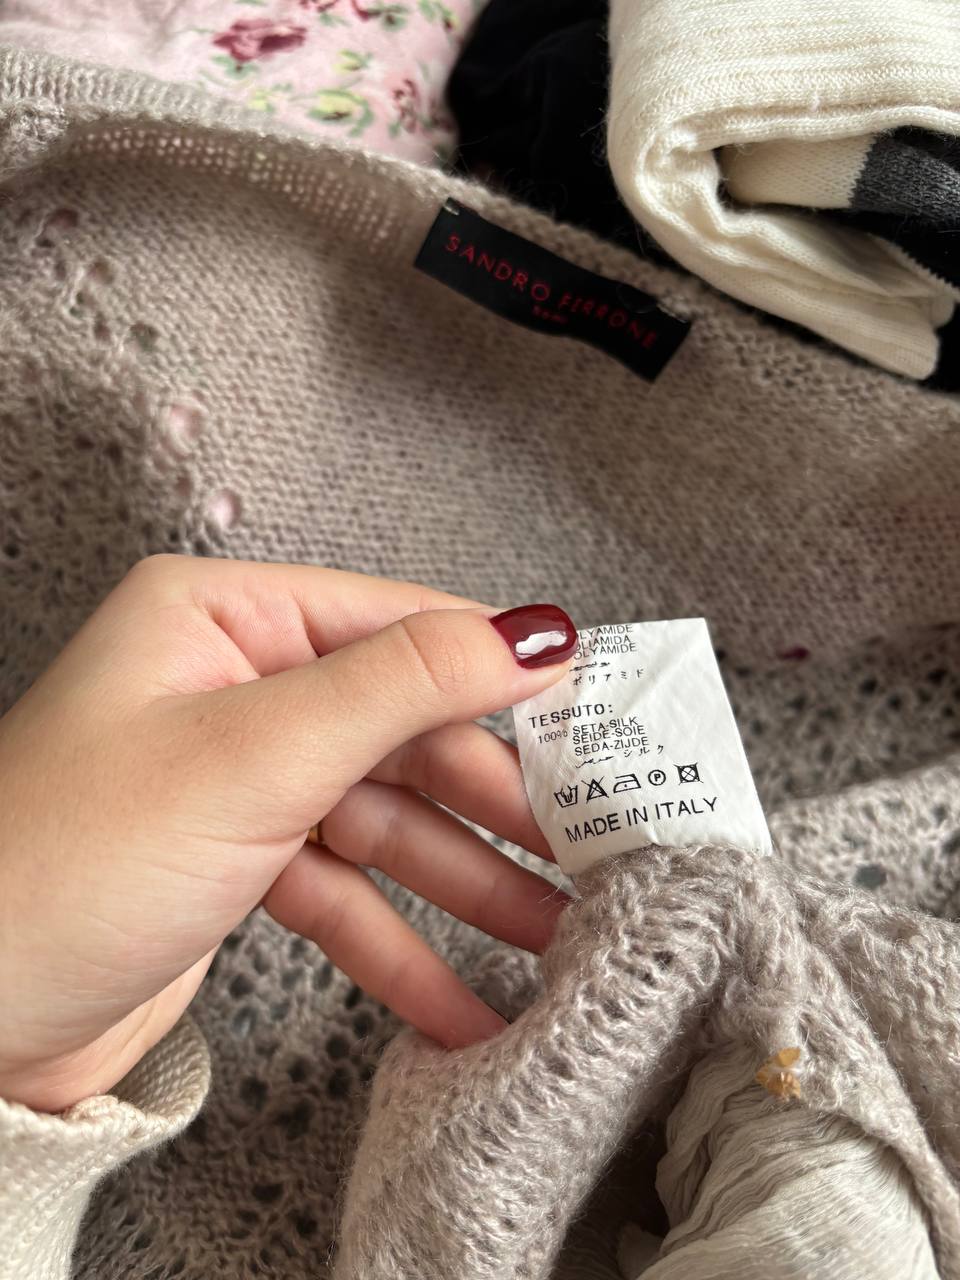 SANDRO FERRONE
LYAMIDE
OLIAMIDA
OLYAMIDE
ポリアミド
TESSUTO:
100% SETA-SILK
SEIDE-SOIE
SEDA-ZIJDE
シルク
MADE IN ITALY